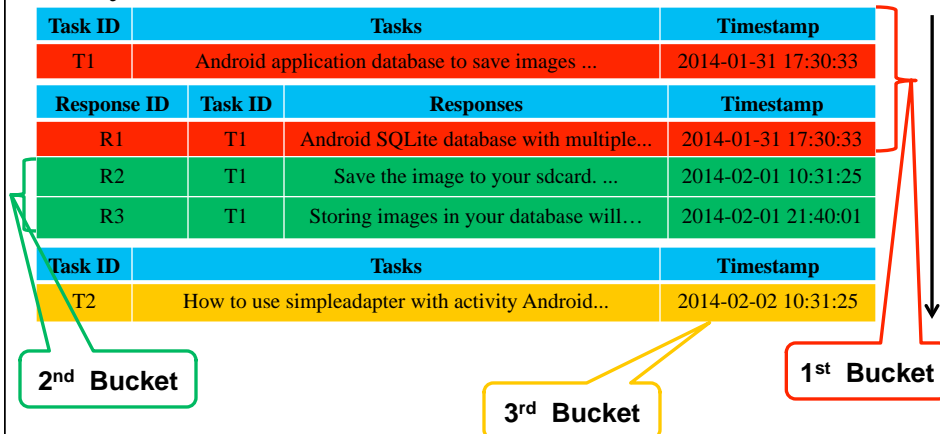 Task ID Tasks Timestamp
T1 Android application database to save images ... 2014-01-31 17:30:33
Response ID Task ID Responses Timestamp
R1 T1 Android SQLite database with multiple... 2014-01-31 17:30:33
R2 T1 Save the image to your sdcard. ... 2014-02-01 10:31:25
R3 T1 Storing images in your database will… 2014-02-01 21:40:01
Task ID Tasks Timestamp
T2 How to use simpleadapter with activity Android... 2014-02-02 10:31:25
2nd Bucket
1st Bucket
3rd Bucket